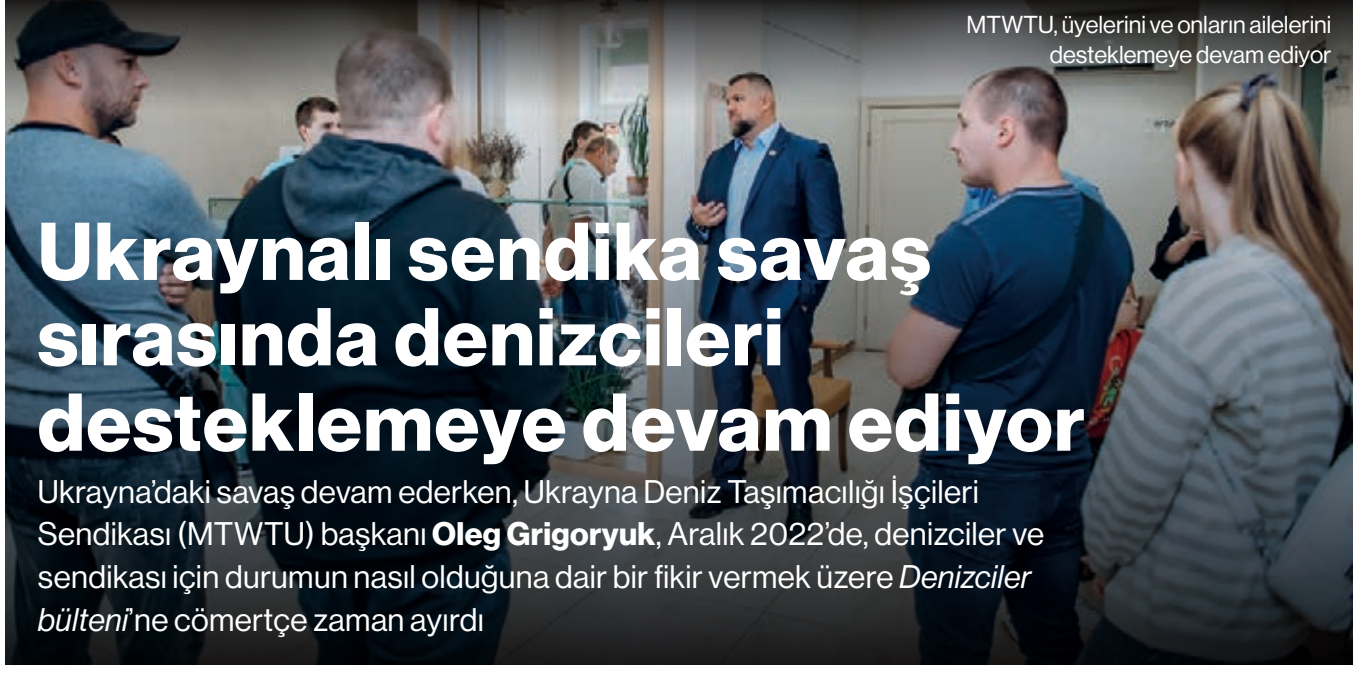 MTWTU, üyelerini ve onların ailelerini
desteklemeye devam ediyor
Ukraynalı sendika savaş
sırasında denizcileri
desteklemeye devam ediyor
Ukrayna’daki savaş devam ederken, Ukrayna Deniz Taşımacılığı İşçileri
Sendikası (MTWTU) başkanı Oleg Grigoryuk, Aralık 2022’de, denizciler ve
sendikası için durumun nasıl olduğuna dair bir fikir vermek üzere Denizciler
bülteni’ne cömertçe zaman ayırdı